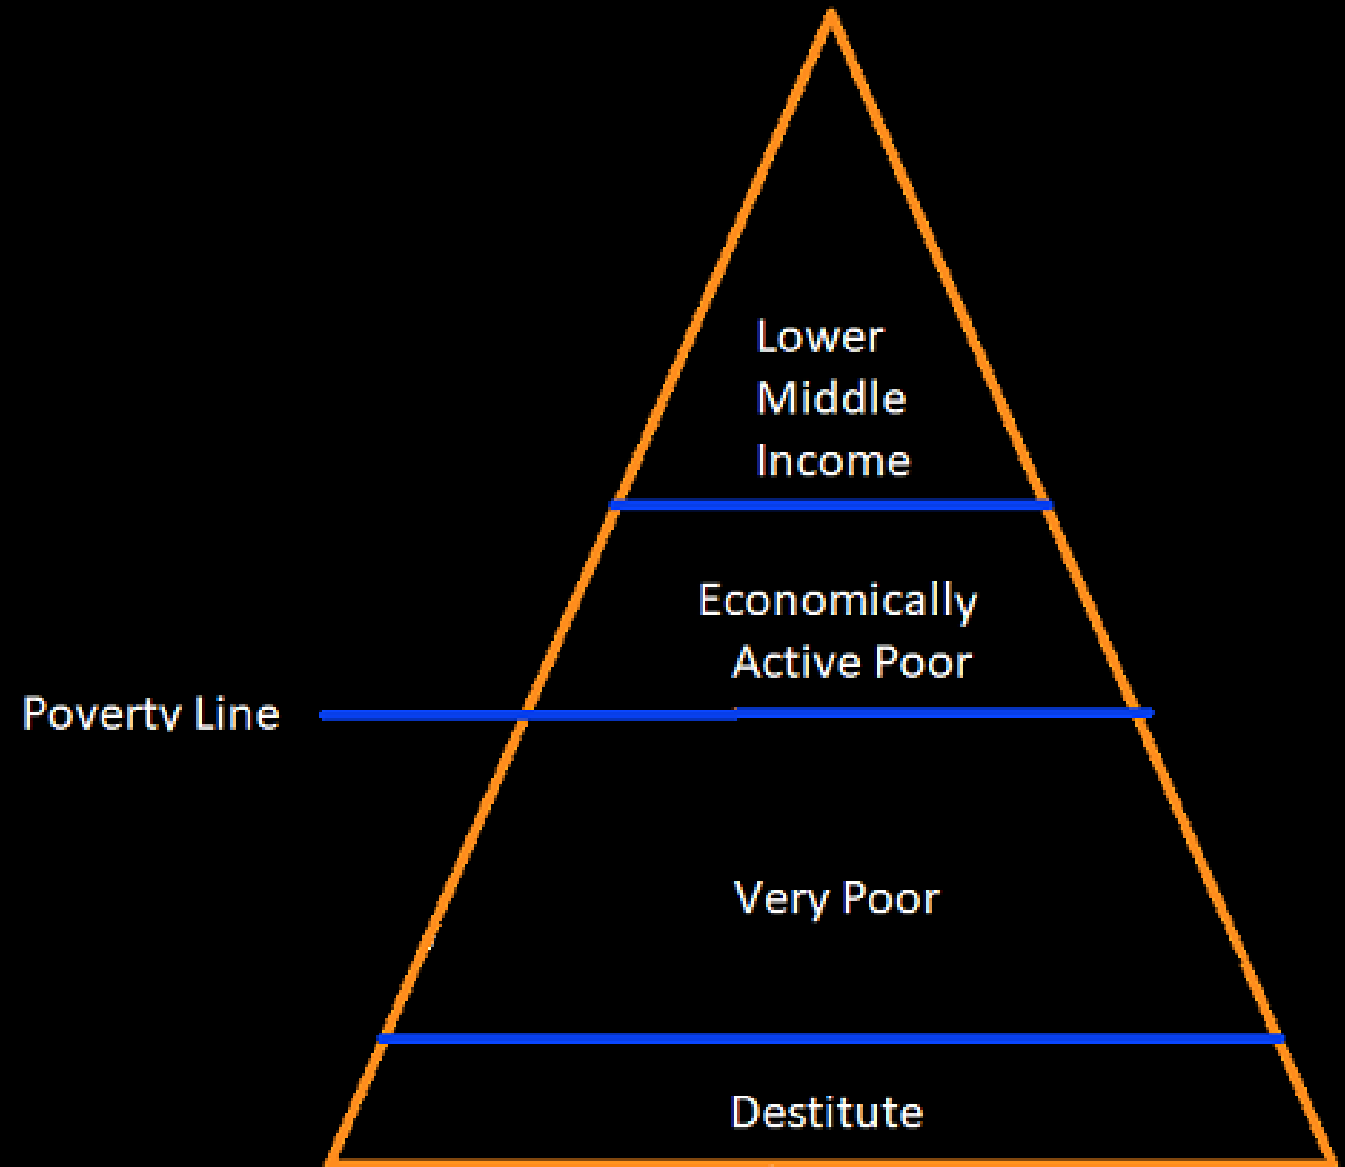 Lower
Middle
Income
Economically
Active Poor
Poverty Line
Very Poor
Destitute